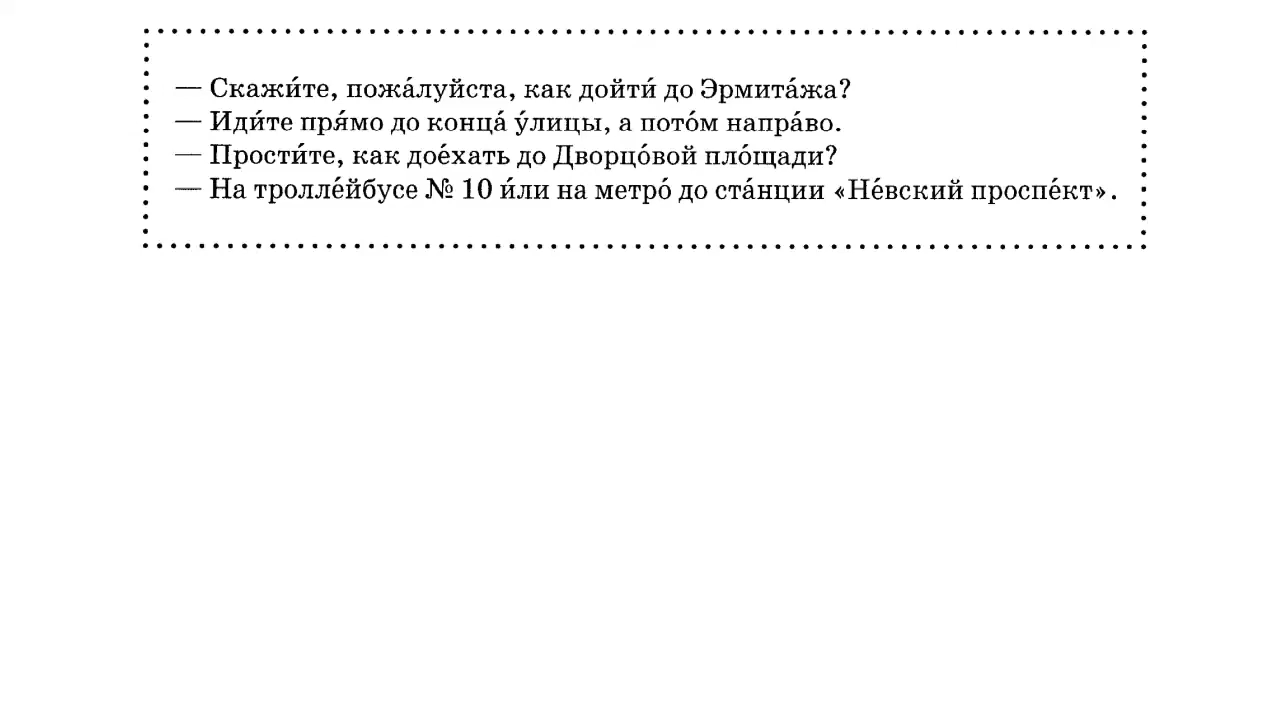 — Скажи́те, пожа́луйста, как дойти́ до Эрмита́жа?
— Иди́те пря́мо до конца́ у́лицы, а пото́м напра́во.
— Прости́те, как дое́хать до Дворцо́вой пло́щади?
— На тролле́йбусе № 10 и́ли на метро́ до ста́нции «Не́вский проспе́кт».